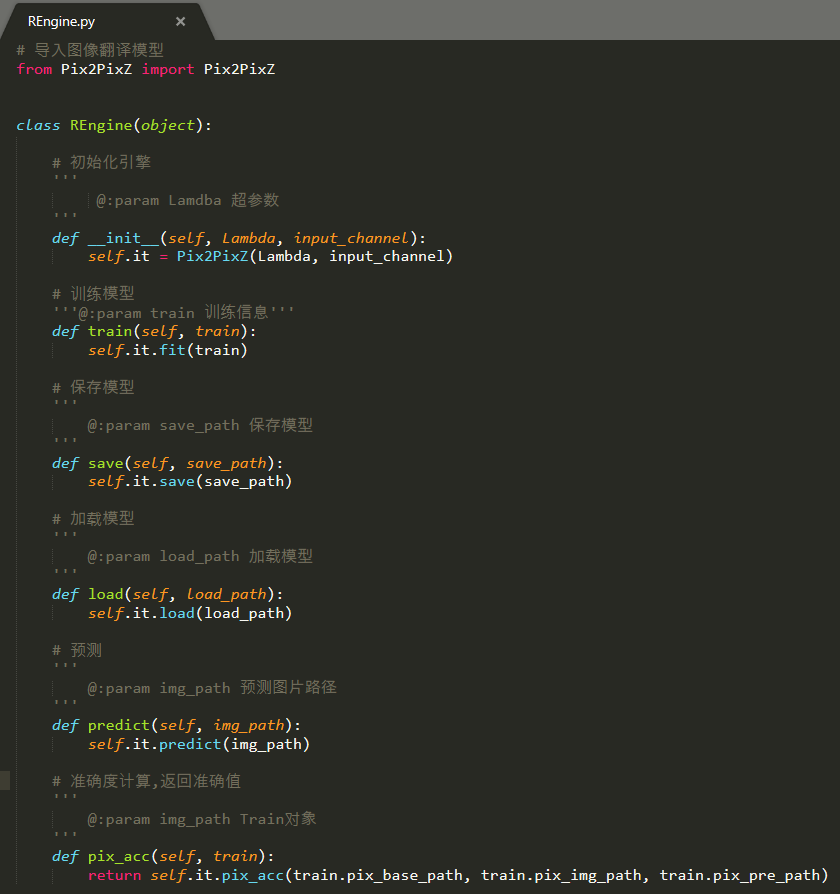 REngine.py ×
# 导入图像翻译模型
from Pix2PixZ import Pix2PixZ
class REngine(object):
# 初始化引擎
'''
@:param Lamdba 超参数
'''
def __init__(self, Lambda, input_channel):
self.it = Pix2PixZ(Lambda, input_channel)
# 训练模型
'''@:param train 训练信息'''
def train(self, train):
self.it.fit(train)
# 保存模型
'''
@:param save_path 保存模型
'''
def save(self, save_path):
self.it.save(save_path)
# 加载模型
'''
@:param load_path 加载模型
'''
def load(self, load_path):
self.it.load(load_path)
# 预测
'''
@:param img_path 预测图片路径
'''
def predict(self, img_path):
self.it.predict(img_path)
# 准确度计算,返回准确值
'''
@:param img_path Train对象
'''
def pix_acc(self, train):
return self.it.pix_acc(train.pix_base_path, train.pix_img_path, train.pix_pre_path)